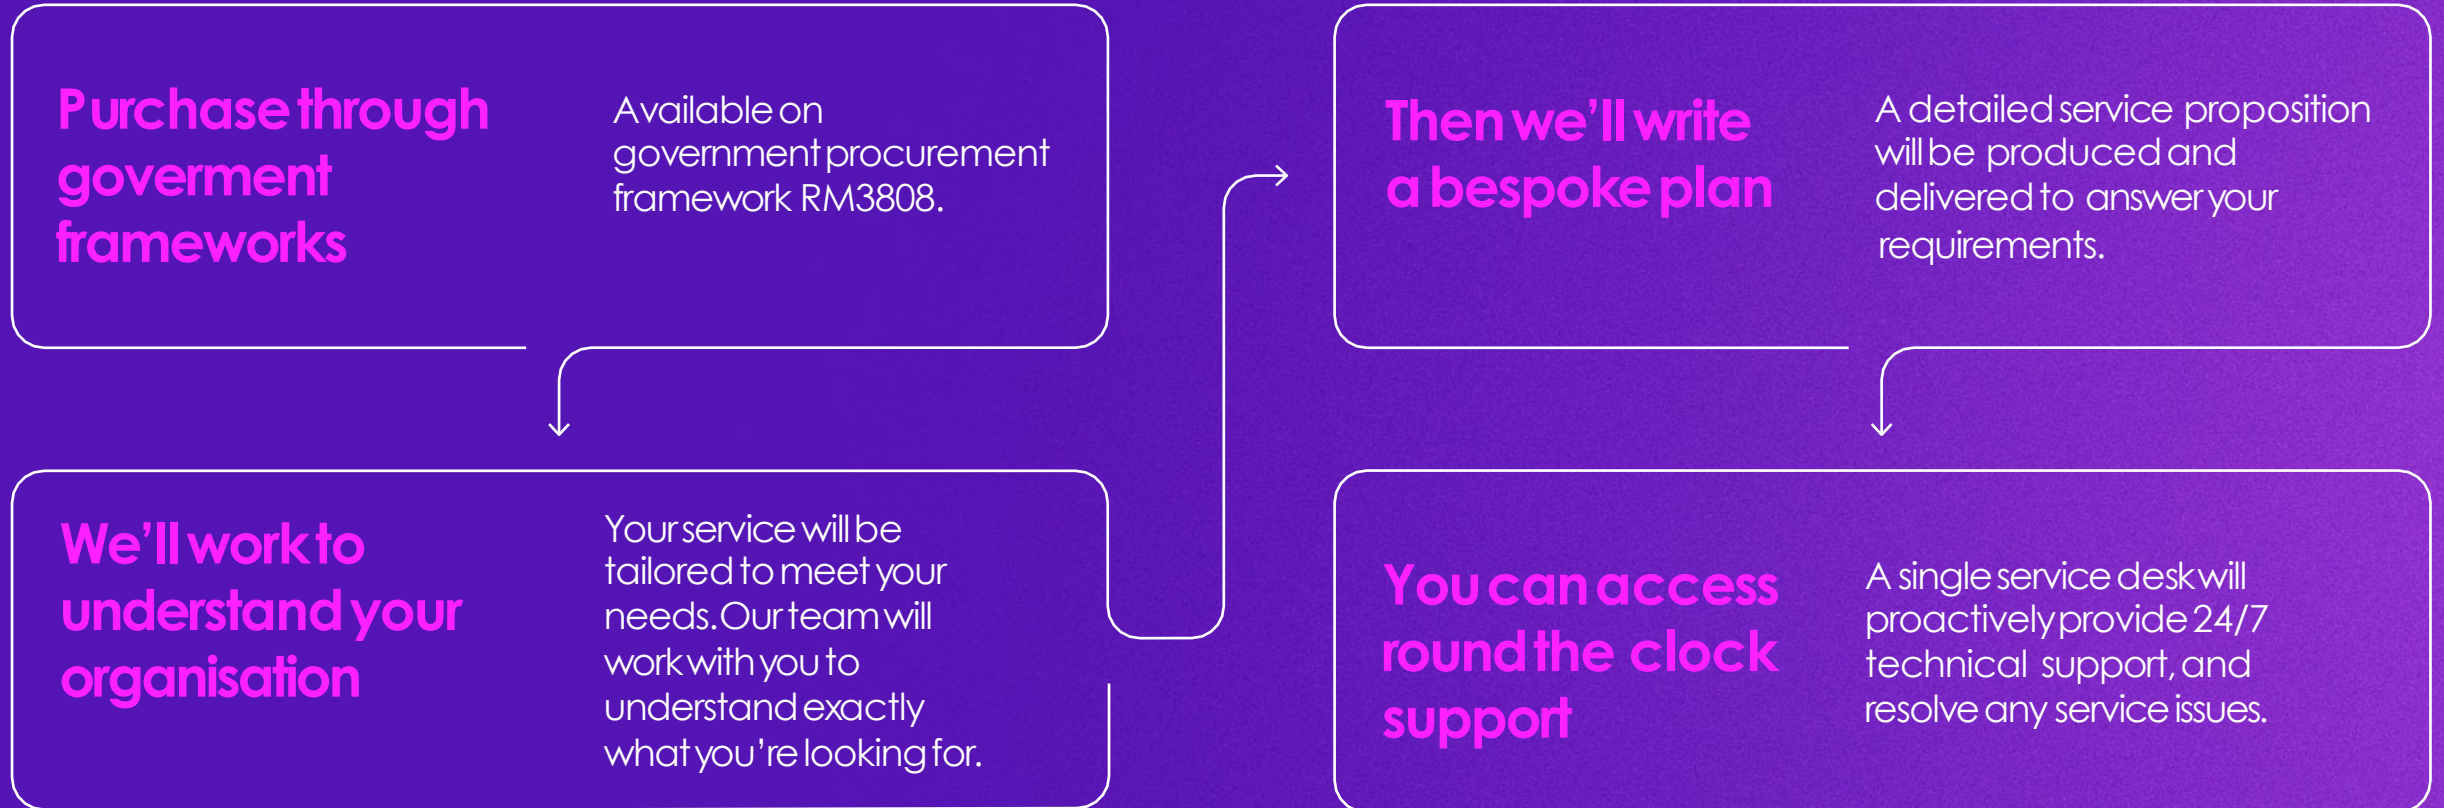 Purchase through
goverment
frameworks
Available on
government procurement
framework RM3808.
We’ll work to
understand your
organisation
Your service will be
tailored to meet your
needs. Our team will
work with you to
understand exactly
what you’re looking for.
Then we’ll write
a bespoke plan
A detailed service proposition
will be produced and
delivered to answer your
requirements.
You can access
round the clock
support
A single service desk will
proactively provide 24/7
technical support, and
resolve any service issues.